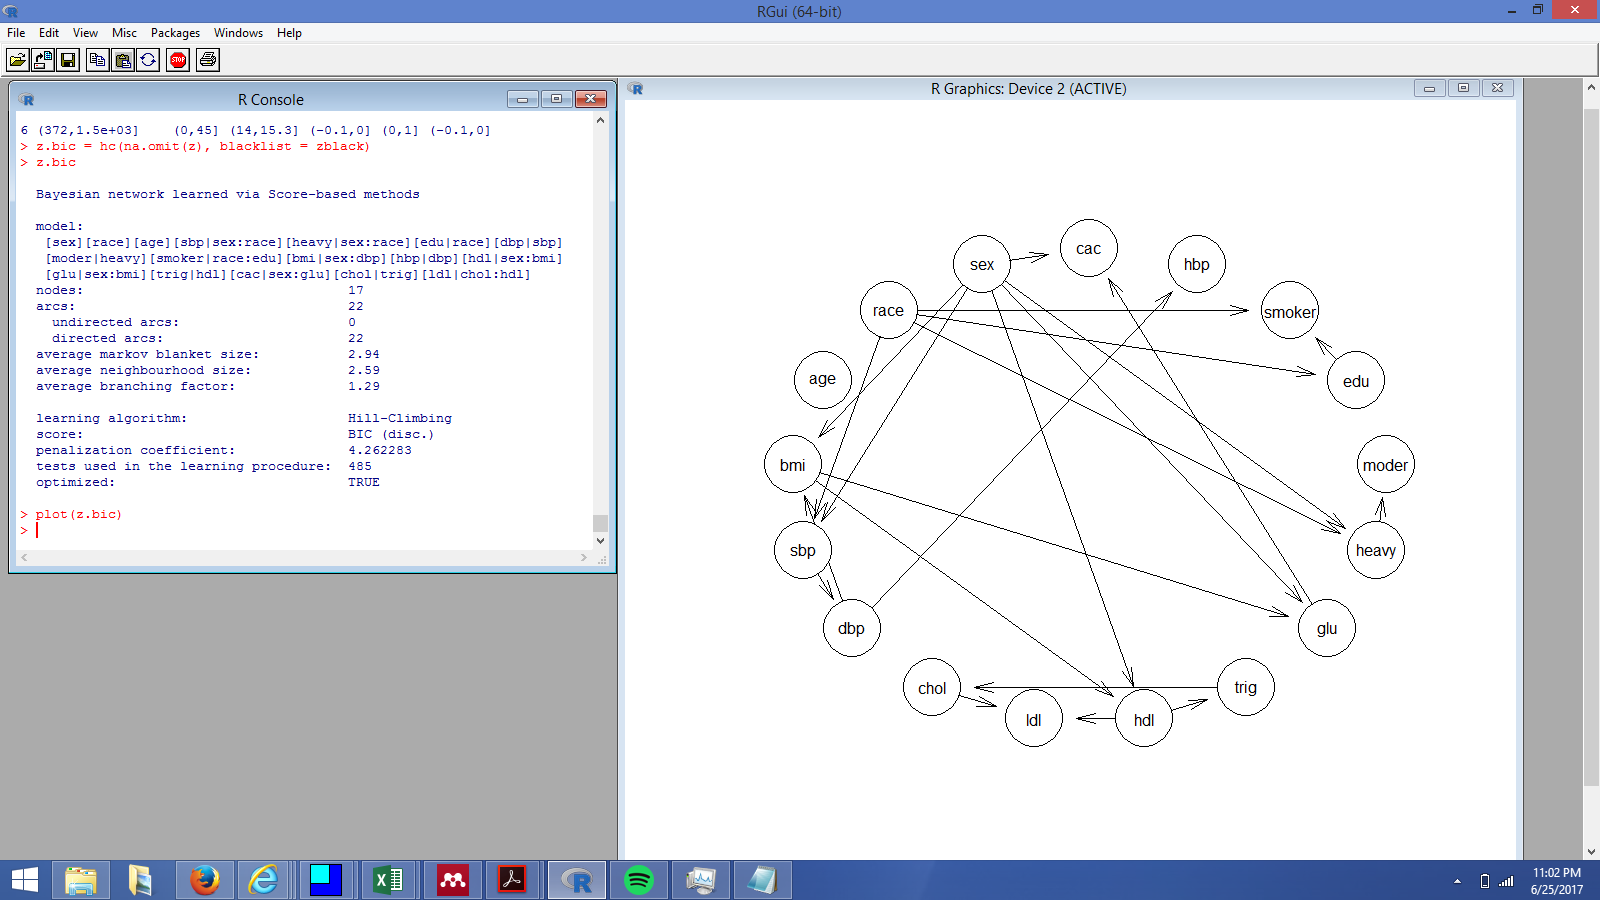 RGui (64-bit)
File Edit View Misc Packages Windows Help
STOP
R Console
6 (372,1.5e+03]    (0,45] (14,15.3] (-0.1,0] (0,1] (-0.1,0]
> z.bic = hc(na.omit(z), blacklist = zblack)
> z.bic
Bayesian network learned via Score-based methods
model:
[sex][race][age][sbp|sex:race][heavy|sex:race][edu|race][dbp|sbp]
[moder|heavy][smoker|race:edu][bmi|sex:dbp][hbp|dbp][hdl|sex:bmi]
[glu|sex:bmi][trig|hdl][cac|sex:glu][chol|trig][ldl|chol:hdl]
nodes: 17
arcs: 22
undirected arcs: 0
directed arcs: 22
average markov blanket size: 2.94
average neighbourhood size: 2.59
average branching factor: 1.29
learning algorithm: Hill-Climbing
score: BIC (disc.)
penalization coefficient: 4.262283
tests used in the learning procedure: 485
optimized: TRUE
> plot(z.bic)
>
R Graphics: Device 2 (ACTIVE)
cac
sex
hbp
race
smoker
age
edu
bmi
moder
sbp
heavy
dbp
glu
chol
trig
ldl
hdl
11:02 PM
6/25/2017